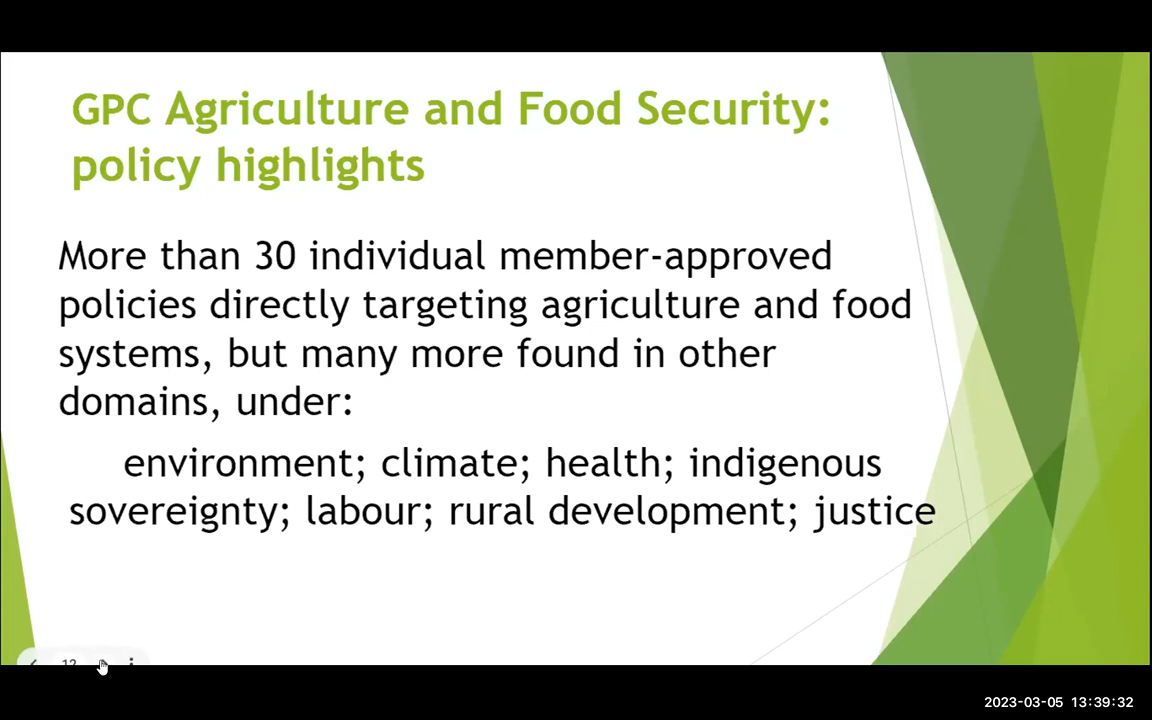 GPC Agriculture and Food Security:
policy highlights
More than 30 individual member-approved
policies directly targeting agriculture and food
systems, but many more found in other
domains, under:
environment; climate; health; indigenous
sovereignty; labour; rural development; justice
12
2023-03-05 13:39:32